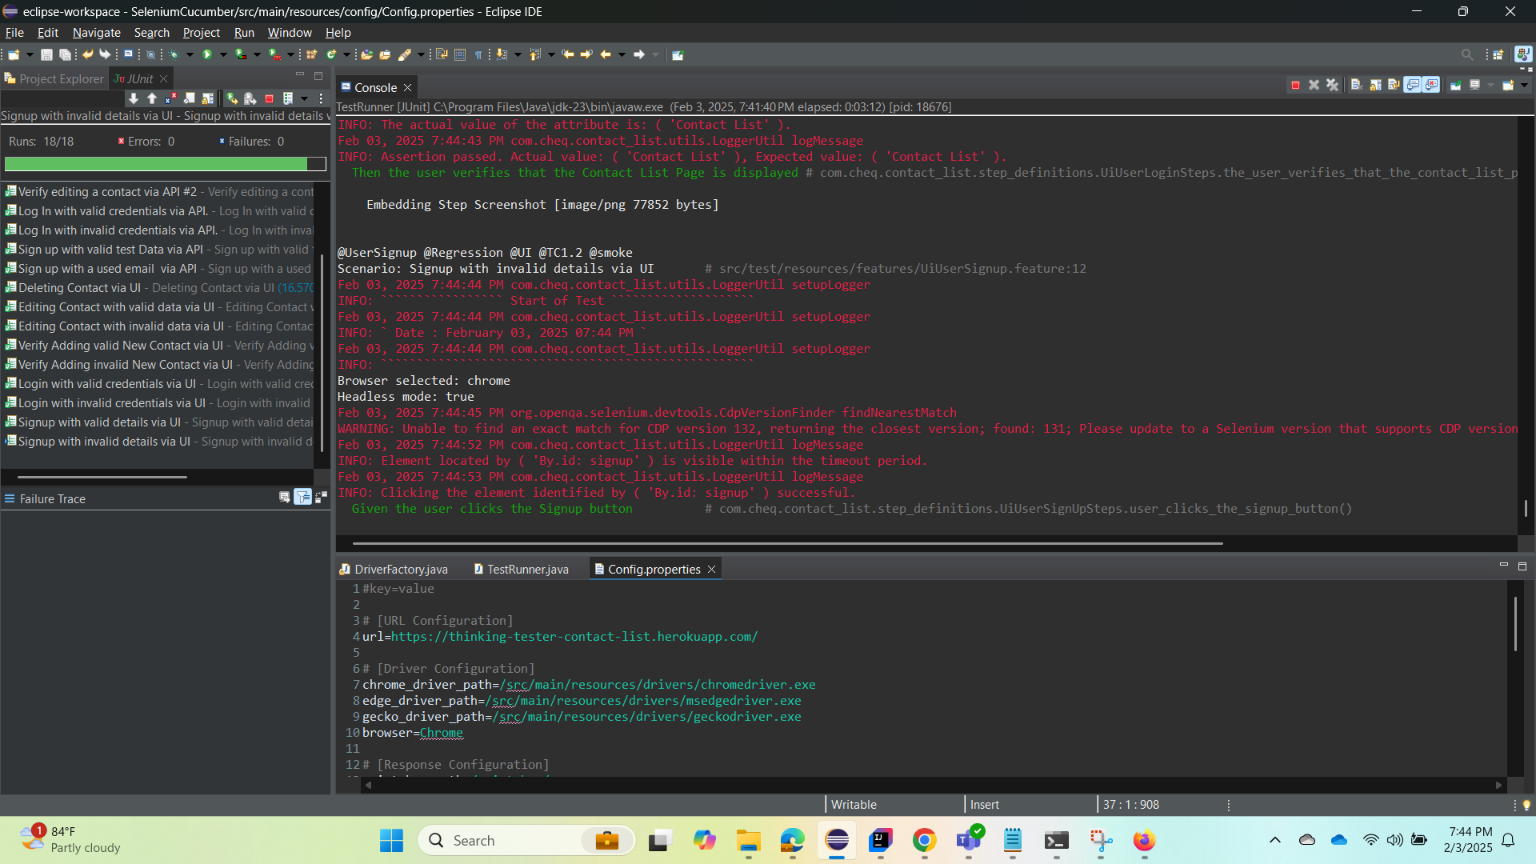 eclipse-workspace - SeleniumCucumber/src/main/resources/config/Config.properties - Eclipse IDE
File Edit Navigate Search Project Run Window Help
Project Explorer JUnit
Signup with invalid details via UI - Signup with invalid details v
Runs: 18/18 Errors: 0 Failures: 0
Verify editing a contact via API #2 - Verify editing a cont
Log In with valid credentials via API. - Log In with valid c
Log In with invalid credentials via API. - Log In with inva
Sign up with valid test Data via API - Sign up with valid
Sign up with a used email via API - Sign up with a used
Deleting Contact via UI - Deleting Contact via UI (16.570
Editing Contact with valid data via UI - Editing Contact v
Editing Contact with invalid data via UI - Editing Contac
Verify Adding valid New Contact via UI - Verify Adding v
Verify Adding invalid New Contact via UI - Verify Adding
Login with valid credentials via UI - Login with valid cred
Login with invalid credentials via UI - Login with invalid
Signup with valid details via UI - Signup with valid detai
Signup with invalid details via UI - Signup with invalid d
Failure Trace
Console
TestRunner [JUnit] C:\Program Files\Java\jdk-23\bin\javaw.exe (Feb 3, 2025, 7:41:40 PM elapsed: 0:03:12) [pid: 18676]
INFO: The actual value of the attribute is: ( 'Contact List' ).
Feb 03, 2025 7:44:43 PM com.cheq.contact_list.utils.LoggerUtil logMessage
INFO: Assertion passed. Actual value: ( 'Contact List' ), Expected value: ( 'Contact List' ).
Then the user verifies that the Contact List Page is displayed # com.cheq.contact_list.step_definitions.UiUserLoginSteps.the_user_verifies_that_the_contact_list_p
Embedding Step Screenshot [image/png 77852 bytes]
@UserSignup @Regression @UI @TC1.2 @smoke
Scenario: Signup with invalid details via UI # src/test/resources/features/UiUserSignup.feature:12
Feb 03, 2025 7:44:44 PM com.cheq.contact_list.utils.LoggerUtil setupLogger
INFO: ````````````````` Start of Test ````````````````````
Feb 03, 2025 7:44:44 PM com.cheq.contact_list.utils.LoggerUtil setupLogger
INFO: ` Date : February 03, 2025 07:44 PM `
Feb 03, 2025 7:44:44 PM com.cheq.contact_list.utils.LoggerUtil setupLogger
INFO: ````````````````````````````````````````````````````
Browser selected: chrome
Headless mode: true
Feb 03, 2025 7:44:45 PM org.openqa.selenium.devtools.CdpVersionFinder findNearestMatch
WARNING: Unable to find an exact match for CDP version 132, returning the closest version; found: 131; Please update to a Selenium version that supports CDP version
Feb 03, 2025 7:44:52 PM com.cheq.contact_list.utils.LoggerUtil logMessage
INFO: Element located by ( 'By.id: signup' ) is visible within the timeout period.
Feb 03, 2025 7:44:53 PM com.cheq.contact_list.utils.LoggerUtil logMessage
INFO: Clicking the element identified by ( 'By.id: signup' ) successful.
Given the user clicks the Signup button # com.cheq.contact_list.step_definitions.UiUserSignUpSteps.user_clicks_the_signup_button()
DriverFactory.java TestRunner.java Config.properties
1 #key=value
2
3 # [URL Configuration]
4 url=https://thinking-tester-contact-list.herokuapp.com/
5
6 # [Driver Configuration]
7 chrome_driver_path=/src/main/resources/drivers/chromedriver.exe
8 edge_driver_path=/src/main/resources/drivers/msedgedriver.exe
9 gecko_driver_path=/src/main/resources/drivers/geckodriver.exe
10 browser=Chrome
11
12 # [Response Configuration]
Writable Insert 37 : 1 : 908
1 84°F
Partly cloudy
Search
7:44 PM
2/3/2025